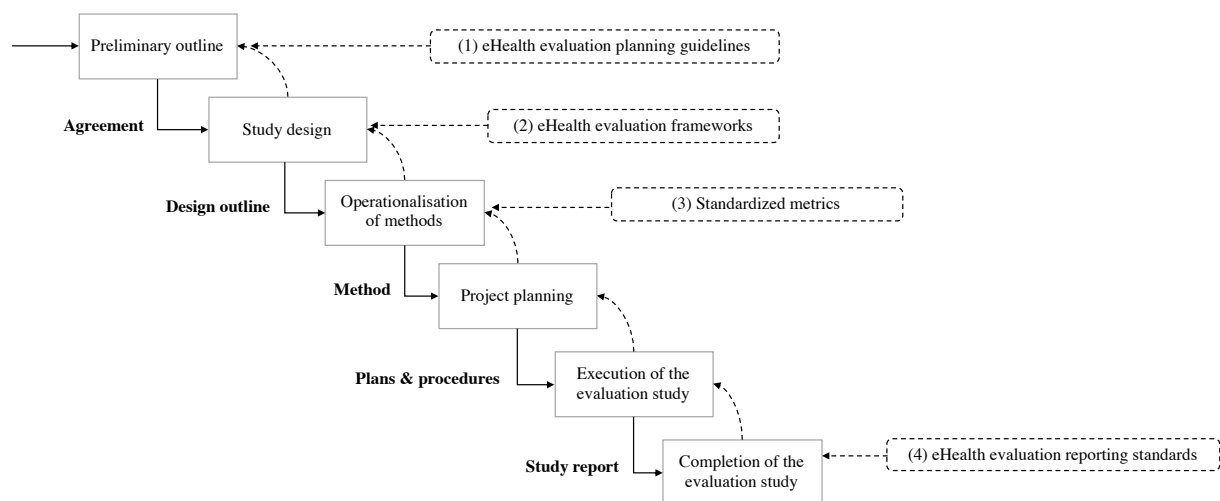 Preliminary outline
(1) eHealth evaluation planning guidelines
Agreement
Study design
(2) eHealth evaluation frameworks
Design outline
Operationalisation
of methods
(3) Standardized metrics
Method
Project planning
Plans & procedures
Execution of the
evaluation study
Study report
Completion of the
evaluation study
(4) eHealth evaluation reporting standards